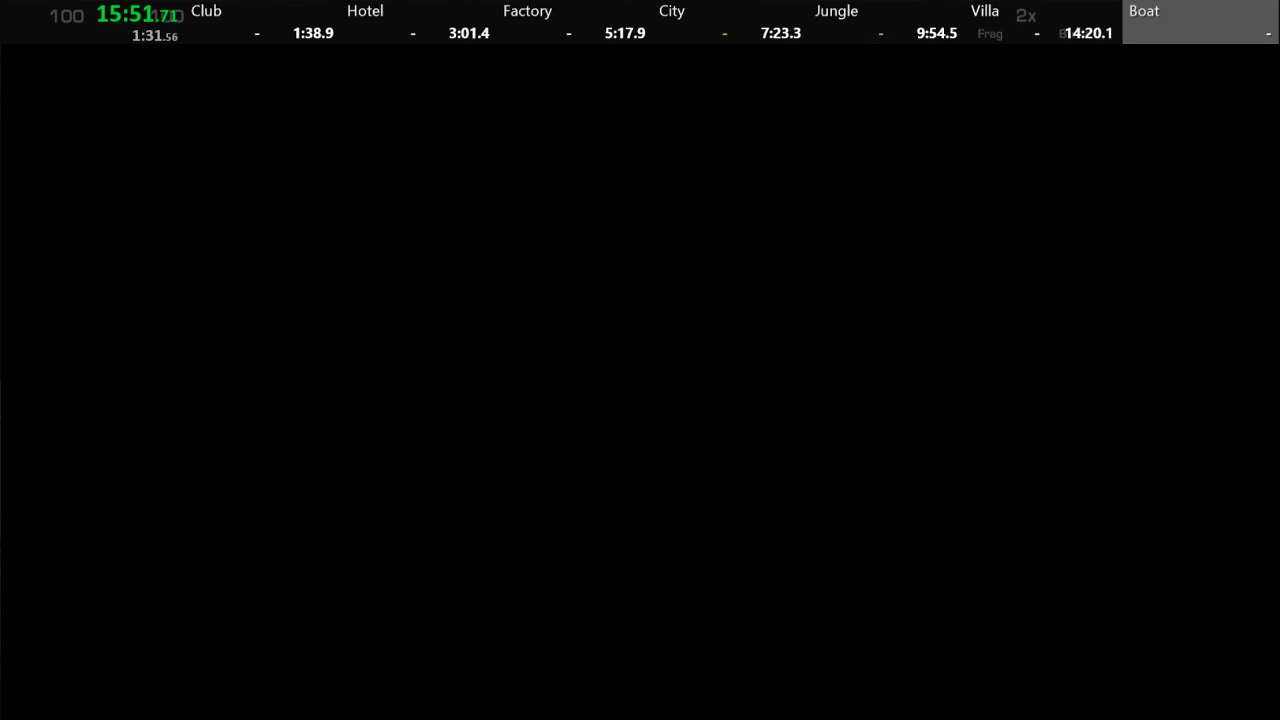 100 15:51.71 Club Hotel Factory City Jungle Villa 2x Boat
1:31.56 - 1:38.9 - 3:01.4 - 5:17.9 - 7:23.3 - 9:54.5 Frag - 14:20.1 -